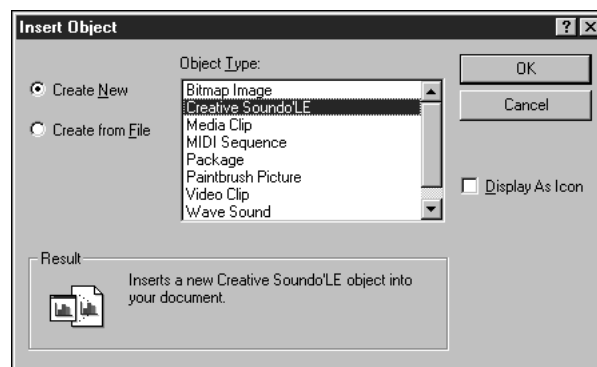 Insert Object
Object Type:
Create New
Create from File
Bitmap Image
Creative Soundo'LE
Media Clip
MIDI Sequence
Package
Paintbrush Picture
Video Clip
Wave Sound
OK
Cancel
Display As Icon
Result
Inserts a new Creative Soundo'LE object into
your document.